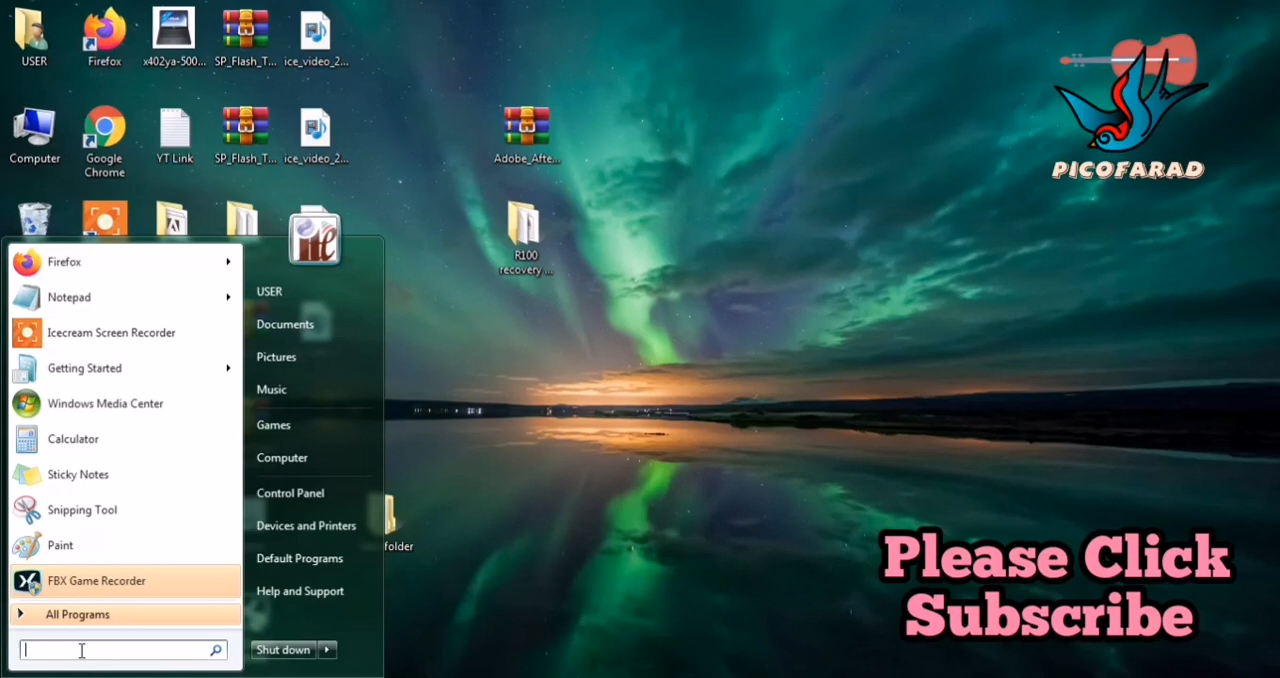 USER
Firefox
x402ya-500...
SP_Flash_T...
ice_video_2...
Computer
Google
Chrome
YT Link
SP_Flash_T...
ice_video_2...
Adobe_Afte...
R100
recovery ...
PICOFARAD
Firefox
Notepad
Icecream Screen Recorder
Getting Started
Windows Media Center
Calculator
Sticky Notes
Snipping Tool
Paint
FBX Game Recorder
All Programs
USER
Documents
Pictures
Music
Games
Computer
Control Panel
Devices and Printers
Default Programs
Help and Support
Shut down
folder
Please Click
Subscribe